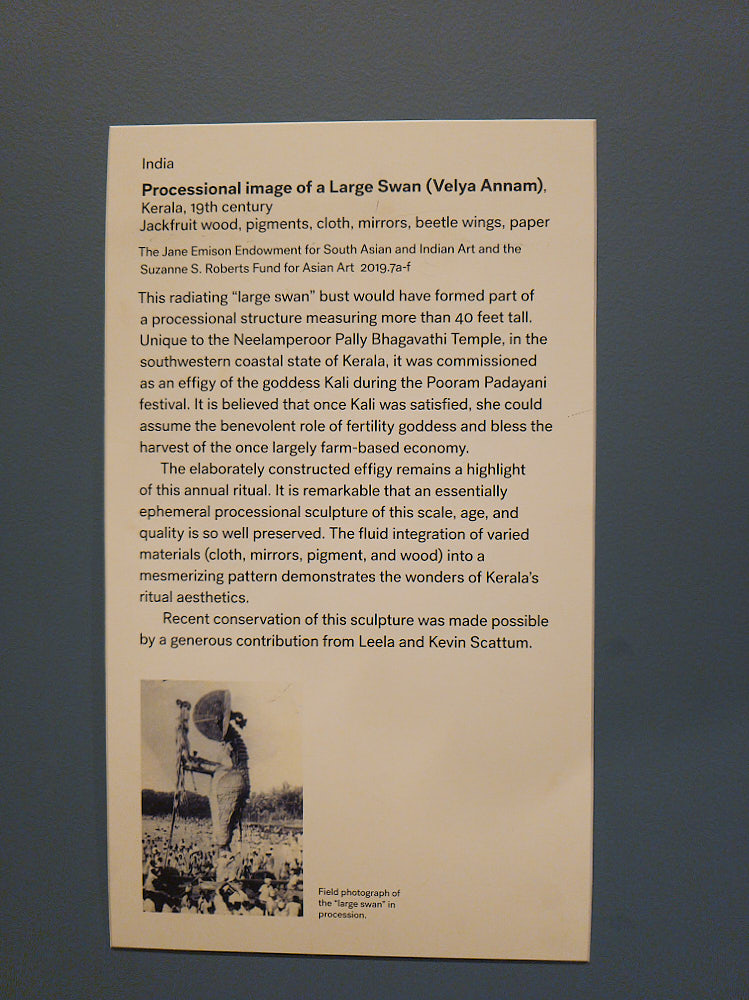 India
Processional image of a Large Swan (Velya Annam),
Kerala, 19th century
Jackfruit wood, pigments, cloth, mirrors, beetle wings, paper
The Jane Emison Endowment for South Asian and Indian Art and the
Suzanne S. Roberts Fund for Asian Art 2019.7a-f
This radiating “large swan” bust would have formed part of
a processional structure measuring more than 40 feet tall.
Unique to the Neelamperoor Pally Bhagavathi Temple, in the
southwestern coastal state of Kerala, it was commissioned
as an effigy of the goddess Kali during the Pooram Padayani
festival. It is believed that once Kali was satisfied, she could
assume the benevolent role of fertility goddess and bless the
harvest of the once largely farm-based economy.
The elaborately constructed effigy remains a highlight
of this annual ritual. It is remarkable that an essentially
ephemeral processional sculpture of this scale, age, and
quality is so well preserved. The fluid integration of varied
materials (cloth, mirrors, pigment, and wood) into a
mesmerizing pattern demonstrates the wonders of Kerala’s
ritual aesthetics.
Recent conservation of this sculpture was made possible
by a generous contribution from Leela and Kevin Scattum.
Field photograph of
the “large swan” in
procession.